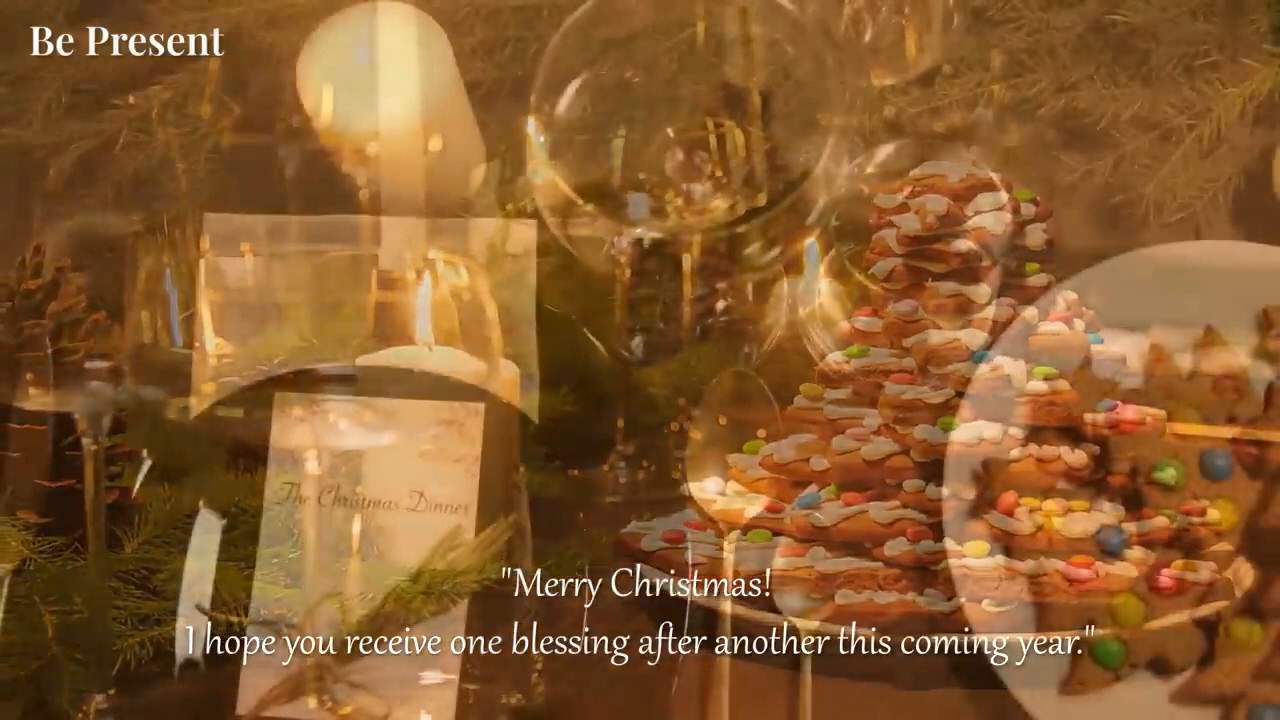 Be Present
The Christmas Dinner
"Merry Christmas!
I hope you receive one blessing after another this coming year."